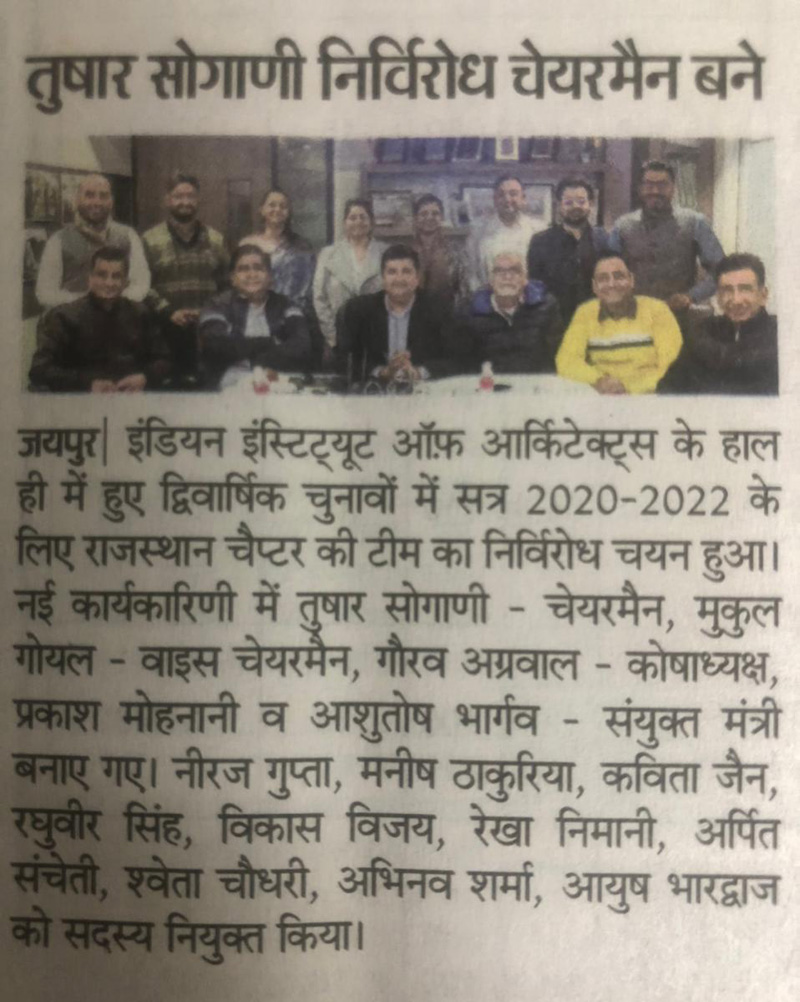 तुषार सोगाणी निर्विरोध चेयरमैन बने
जयपुर| इंडियन इंस्टिट्यूट ऑफ़ आर्किटेक्ट्स के हाल
ही में हुए द्विवार्षिक चुनावों में सत्र 2020-2022 के
लिए राजस्थान चैप्टर की टीम का निर्विरोध चयन हुआ।
नई कार्यकारिणी में तुषार सोगाणी - चेयरमैन, मुकुल
गोयल - वाइस चेयरमैन, गौरव अग्रवाल - कोषाध्यक्ष,
प्रकाश मोहनानी व आशुतोष भार्गव - संयुक्त मंत्री
बनाए गए। नीरज गुप्ता, मनीष ठाकुरिया, कविता जैन,
रघुवीर सिंह, विकास विजय, रेखा निमानी, अर्पित
संचेती, श्वेता चौधरी, अभिनव शर्मा, आयुष भारद्वाज
को सदस्य नियुक्त किया।